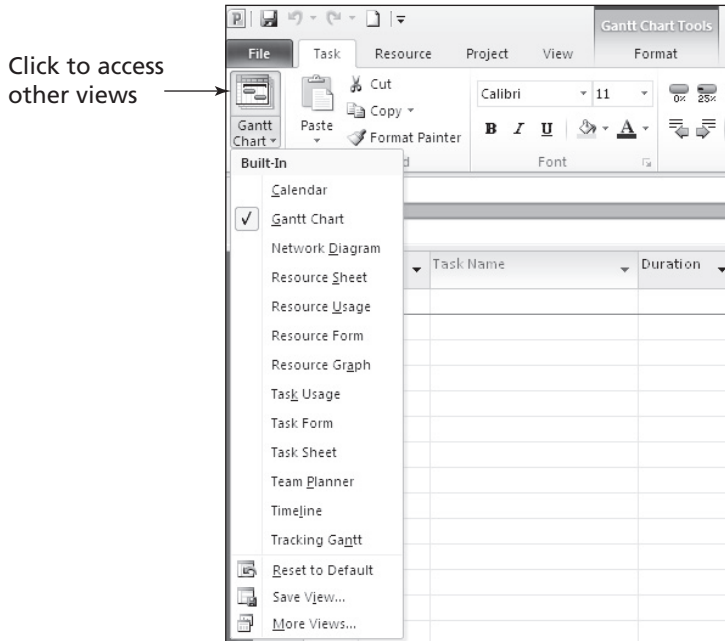 Click to access
other views
Gantt Chart Tools
File Task Resource Project View Format
Cut
Copy
Format Painter
Gantt
Chart
Paste
Calibri 11
B I U A
0x 25x
Font
Built-In
d
Calendar
Gantt Chart
Network Diagram
Resource Sheet
Resource Usage
Resource Form
Resource Graph
Task Usage
Task Form
Task Sheet
Team Planner
Timeline
Tracking Gantt
Reset to Default
Save View...
More Views...
Task Name Duration